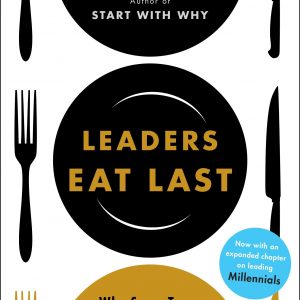 Author of
START WITH WHY
LEADERS
EAT LAST
Now with an
expanded chapter
on leading
Millennials